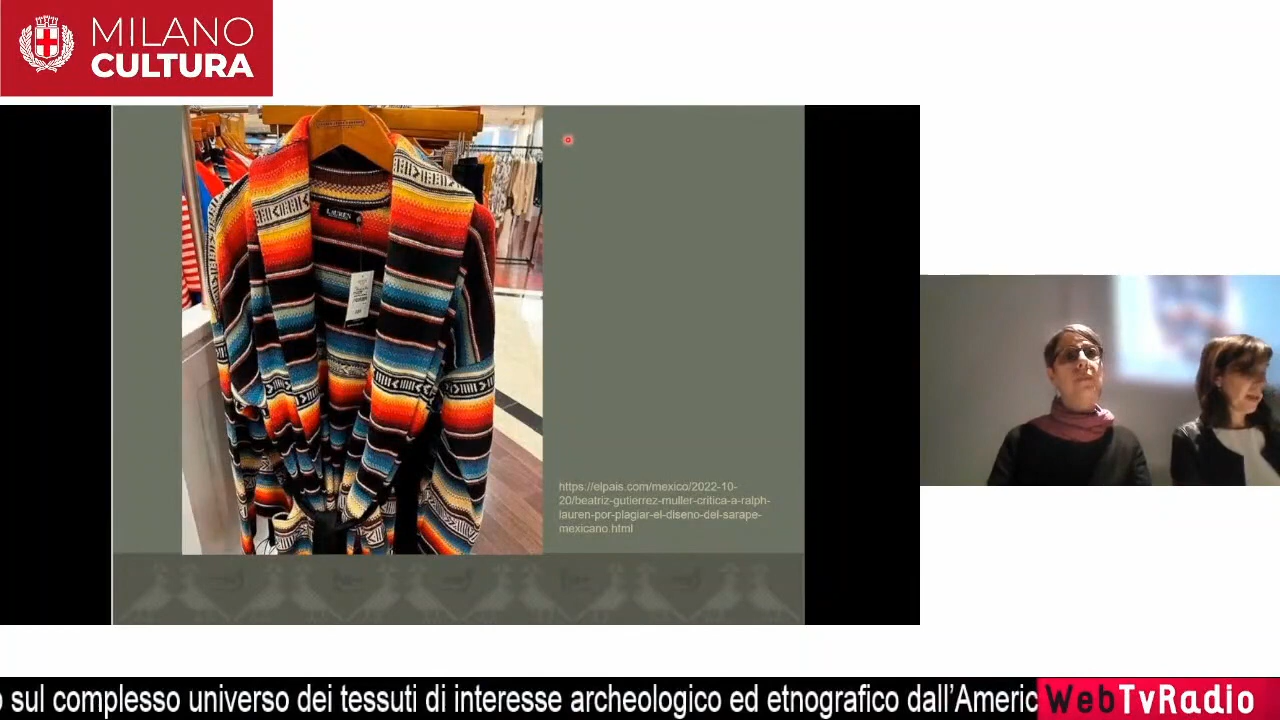 MILANO
CULTURA
LAUREN
https://elpais.com/mexico/2022-10-
20/beatriz-gutierrez-muller-critica-a-ralph-
lauren-por-plagiar-el-diseno-del-sarape-
mexicano.html
o sul complesso universo dei tessuti di interesse archeologico ed etnografico dall'Americ
WebTvRadio